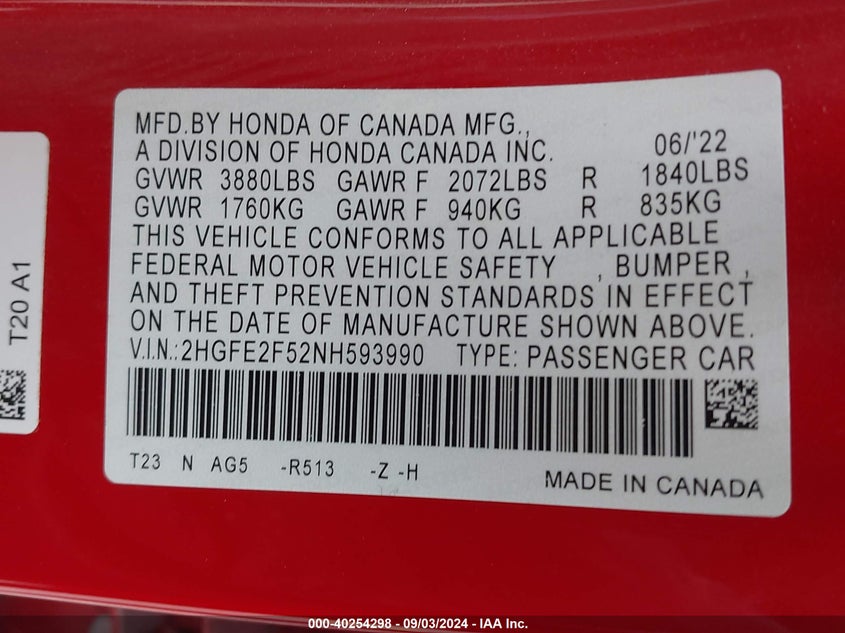 MFD.BY HONDA OF CANADA MFG.,
A DIVISION OF HONDA CANADA INC. 06/'22
GVWR 3880LBS GAWR F 2072LBS R 1840LBS
GVWR 1760KG GAWR F 940KG R 835KG
THIS VEHICLE CONFORMS TO ALL APPLICABLE
FEDERAL MOTOR VEHICLE SAFETY , BUMPER ,
AND THEFT PREVENTION STANDARDS IN EFFECT
ON THE DATE OF MANUFACTURE SHOWN ABOVE.
V.I.N.:2HGFE2F52NH593990 TYPE: PASSENGER CAR
T23 N AG5 -R513 -Z -H
MADE IN CANADA
T20 A1
000-40254298 - 09/03/2024 - IAA Inc.